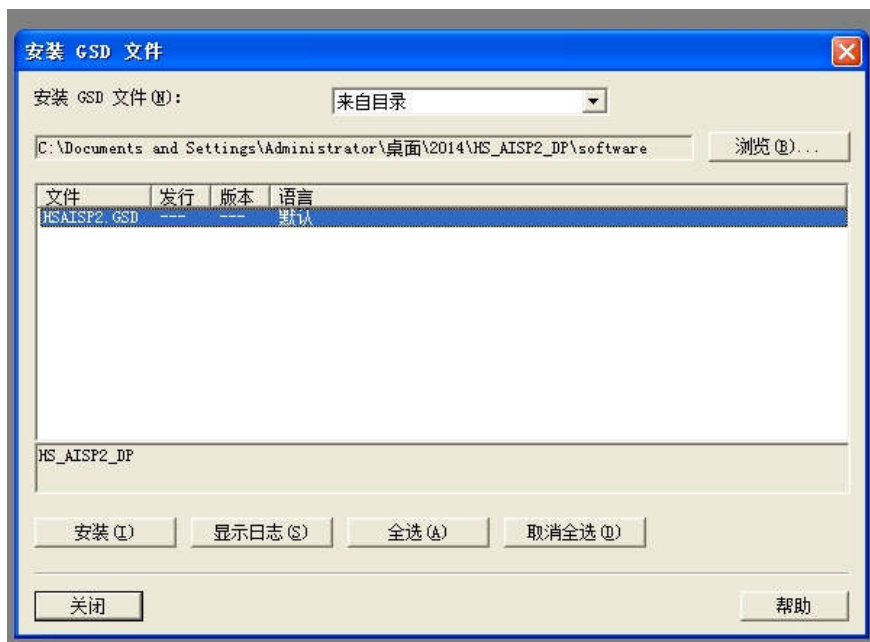 安装 GSD 文件
安装 GSD 文件(N):
来自目录
C:\Documents and Settings\Administrator\桌面\2014\HS_AISP2_DP\software
浏览(B)...
文件 发行 版本 语言
HSAISP2.GSD --- --- 默认
HS_AISP2_DP
安装(I) 显示日志(S) 全选(A) 取消全选(D)
关闭 帮助